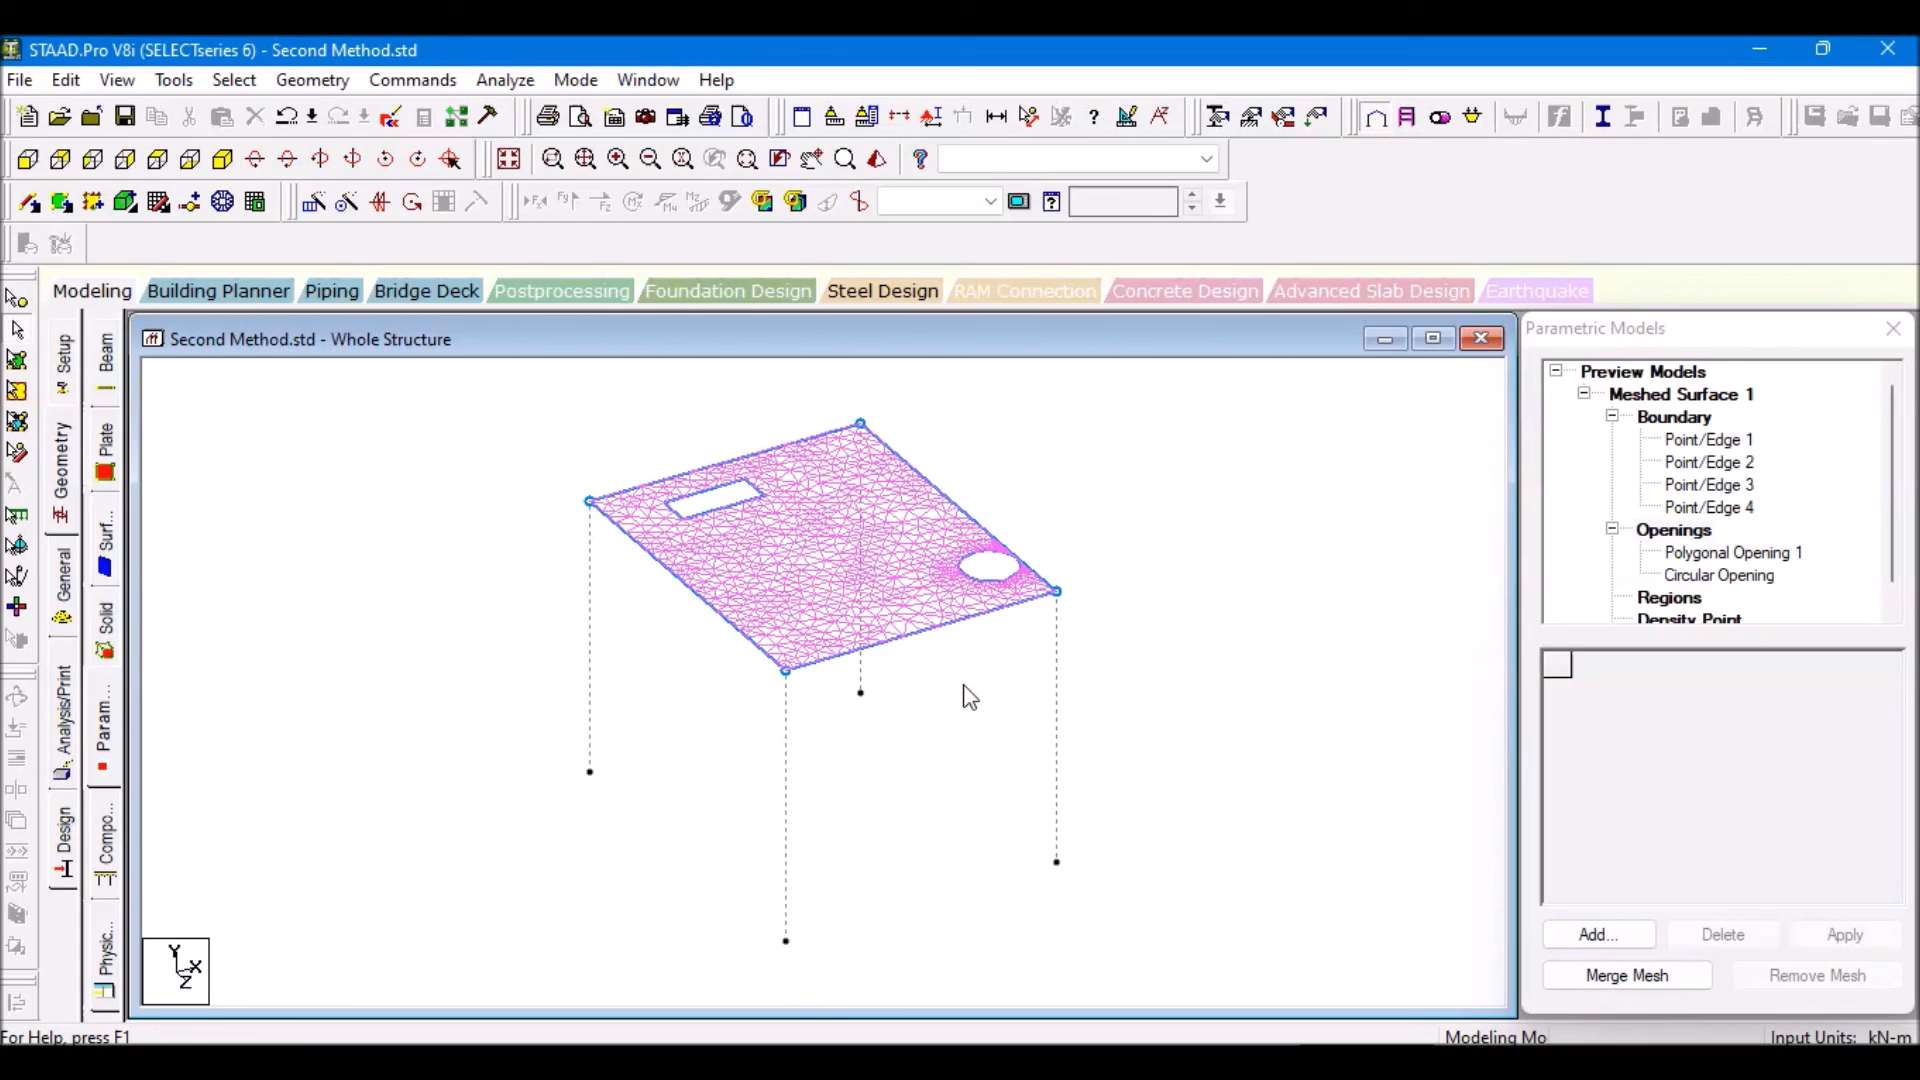 STAAD.Pro V8i (SELECTseries 6) - Second Method.std
File Edit View Tools Select Geometry Commands Analyze Mode Window Help
Modeling Building Planner Piping Bridge Deck Postprocessing Foundation Design Steel Design RAM Connection Concrete Design Advanced Slab Design Earthquake
Setup
Geometry
General
Analysis/Print
Design
Beam
Plate
Surf...
Solid
Param...
Compo...
Physic...
Second Method.std - Whole Structure
Y
X
Z
Parametric Models
Preview Models
Meshed Surface 1
Boundary
Point/Edge 1
Point/Edge 2
Point/Edge 3
Point/Edge 4
Openings
Polygonal Opening 1
Circular Opening
Regions
Density Point
Add... Delete Apply
Merge Mesh Remove Mesh
For Help, press F1
Modeling Mo
Input Units: kN-m